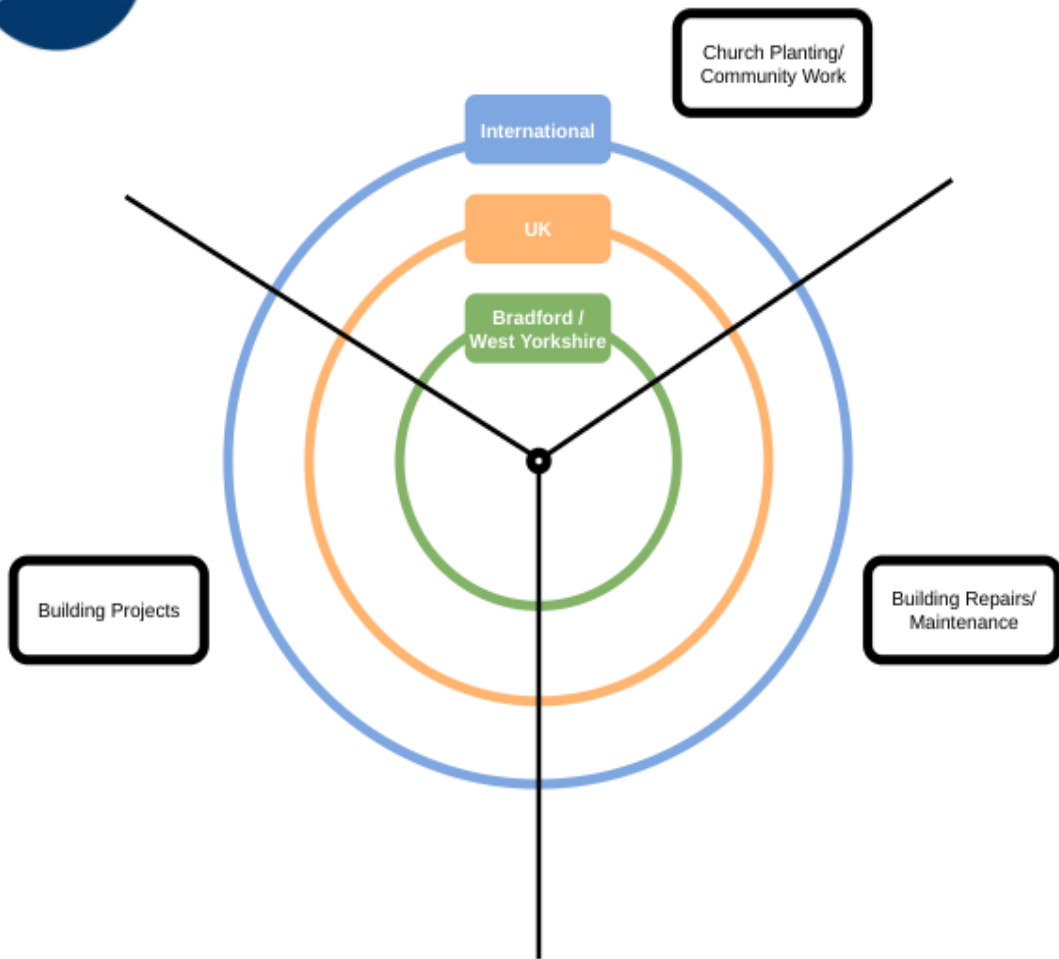 Church Planting/
Community Work
International
UK
Bradford /
West Yorkshire
Building Projects
Building Repairs/
Maintenance